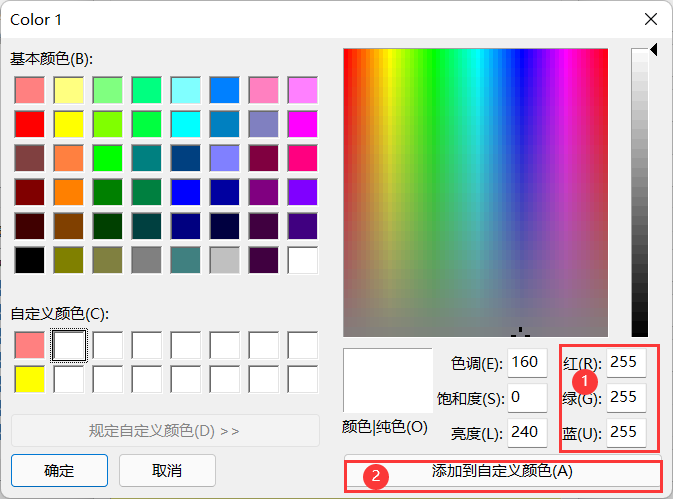 Color 1
基本颜色(B):
自定义颜色(C):
规定自定义颜色(D) >>
确定
取消
颜色|纯色(O)
色调(E): 160
饱和度(S): 0
亮度(L): 240
红(R): 255
绿(G): 255
蓝(U): 255
1
添加到自定义颜色(A)
2